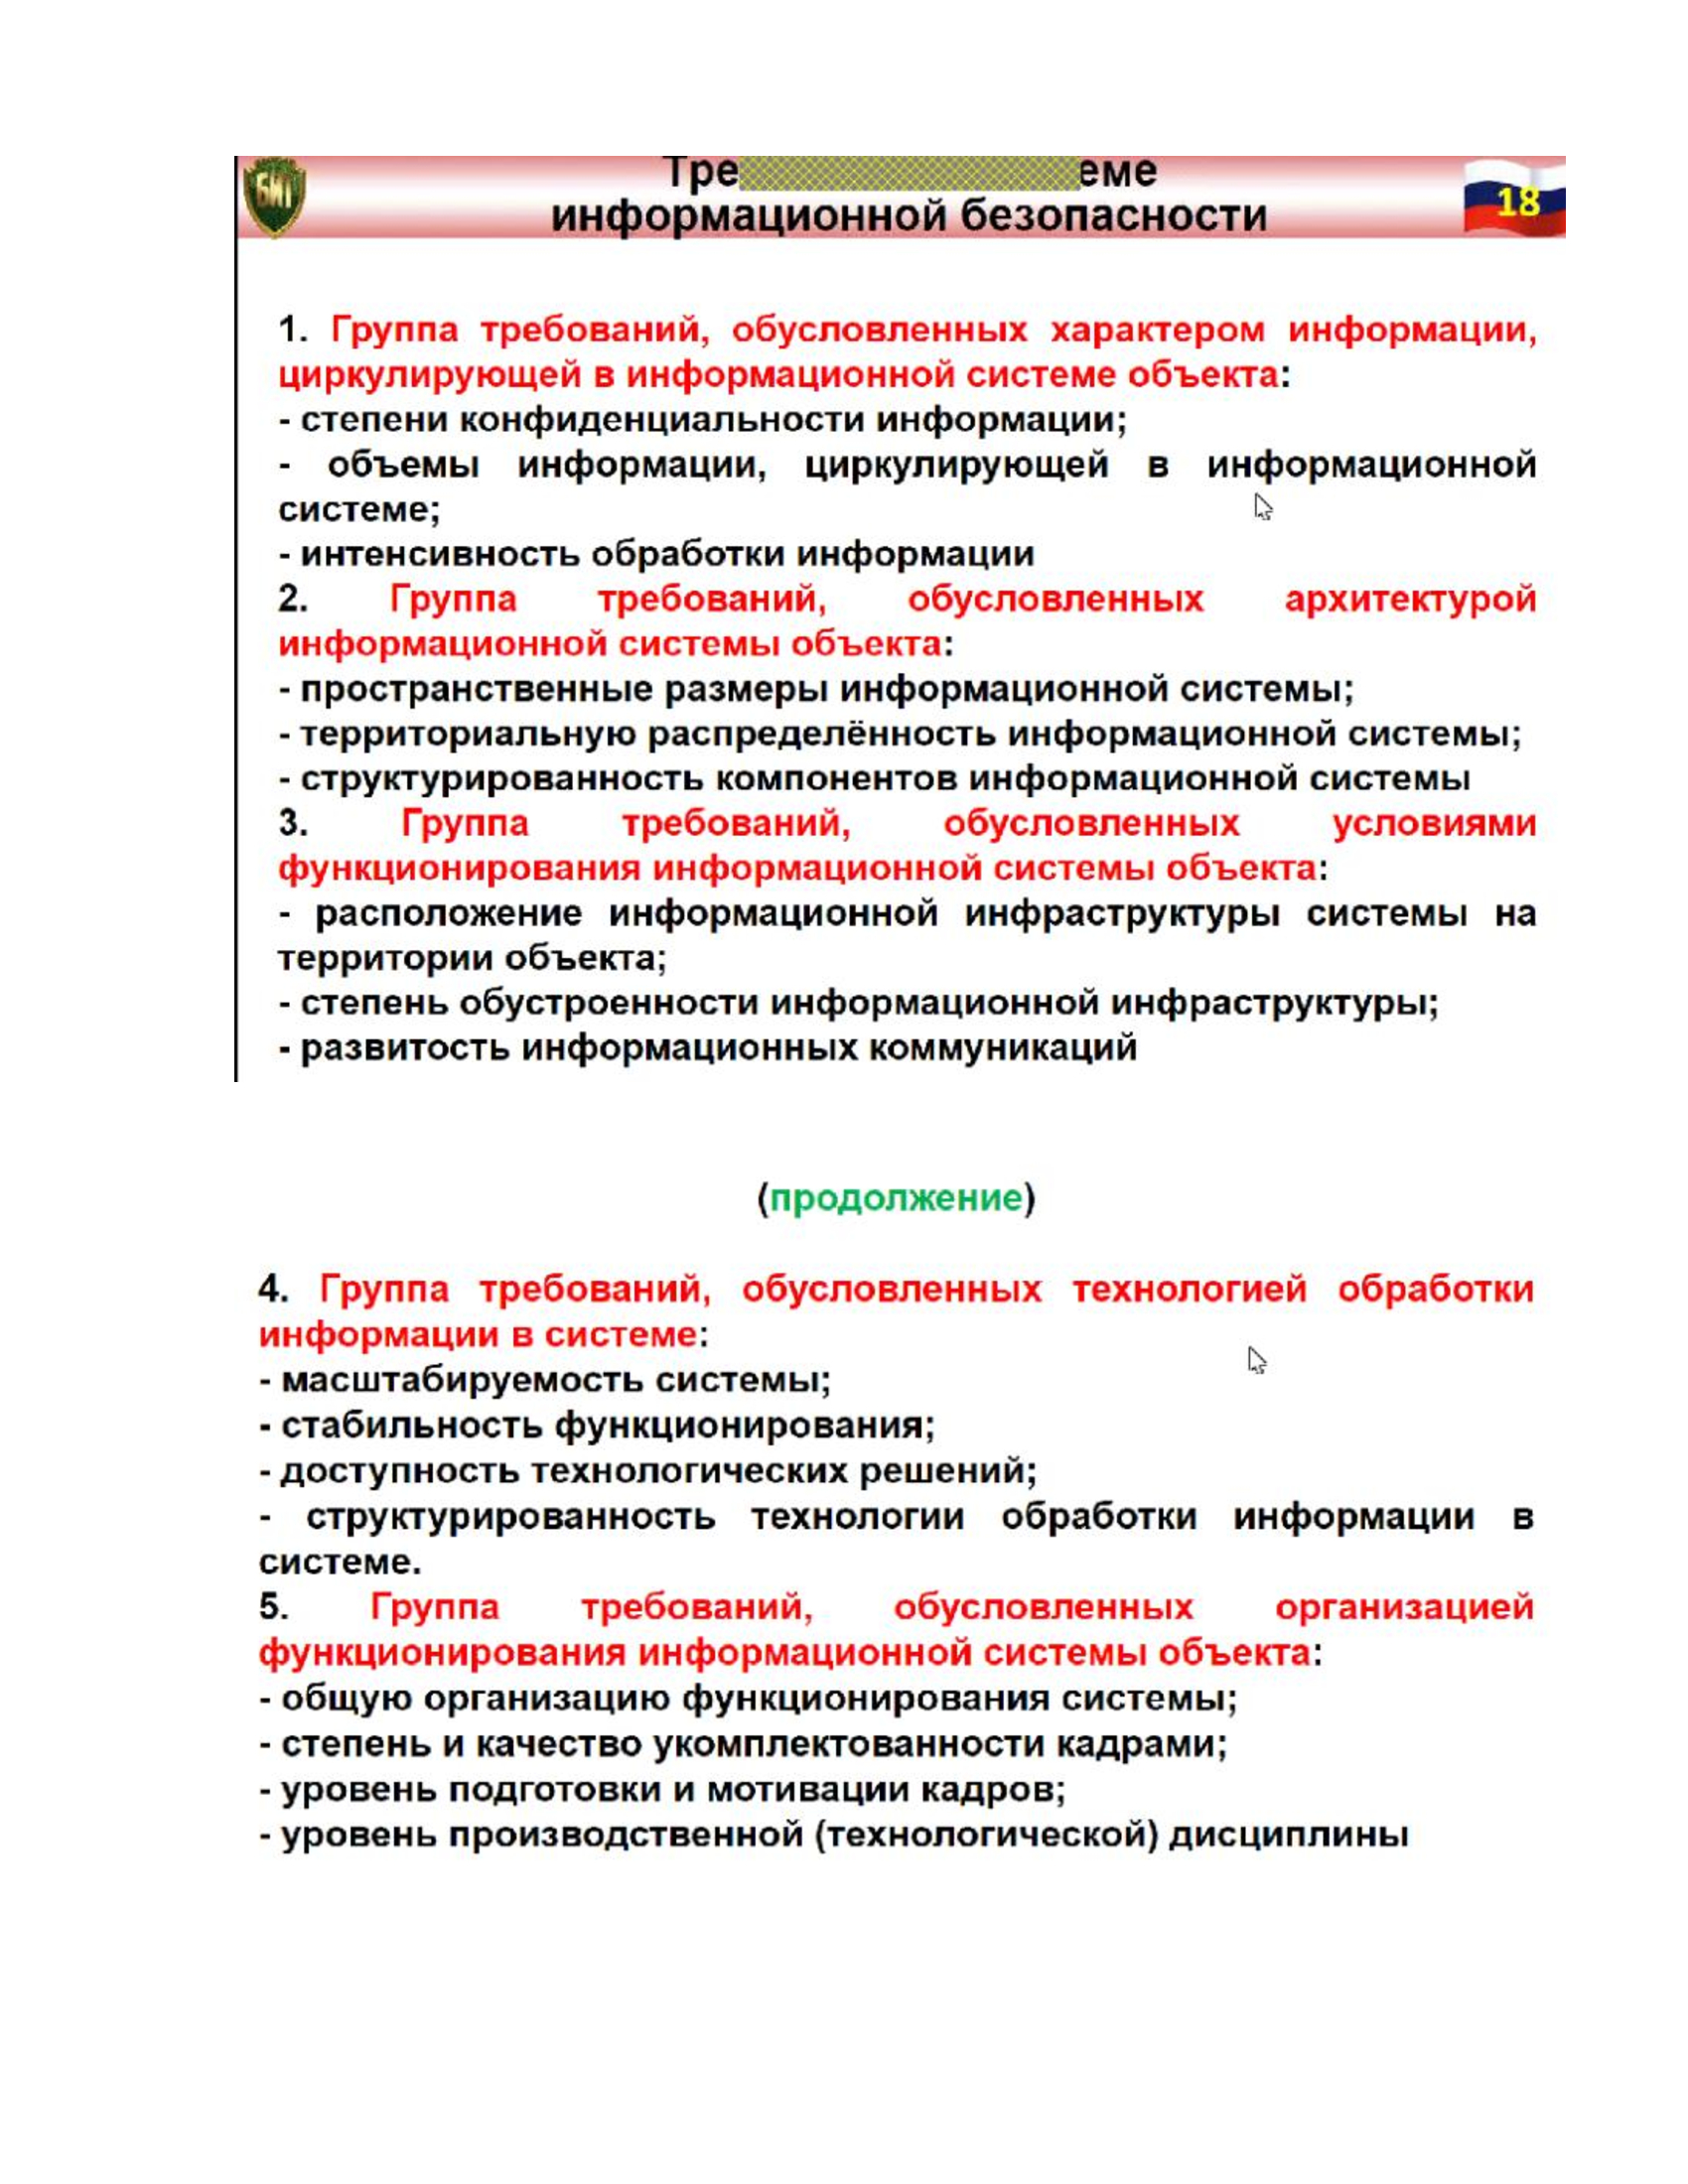 БИТ
информационной безопасности
18
1. Группа требований, обусловленных характером информации,
циркулирующей в информационной системе объекта:
- степени конфиденциальности информации;
- объемы информации, циркулирующей в информационной
системе;
- интенсивность обработки информации
2. Группа требований, обусловленных архитектурой
информационной системы объекта:
- пространственные размеры информационной системы;
- территориальную распределённость информационной системы;
- структурированность компонентов информационной системы
3. Группа требований, обусловленных условиями
функционирования информационной системы объекта:
- расположение информационной инфраструктуры системы на
территории объекта;
- степень обустроенности информационной инфраструктуры;
- развитость информационных коммуникаций
(продолжение)
4. Группа требований, обусловленных технологией обработки
информации в системе:
- масштабируемость системы;
- стабильность функционирования;
- доступность технологических решений;
- структурированность технологии обработки информации в
системе.
5. Группа требований, обусловленных организацией
функционирования информационной системы объекта:
- общую организацию функционирования системы;
- степень и качество укомплектованности кадрами;
- уровень подготовки и мотивации кадров;
- уровень производственной (технологической) дисциплины